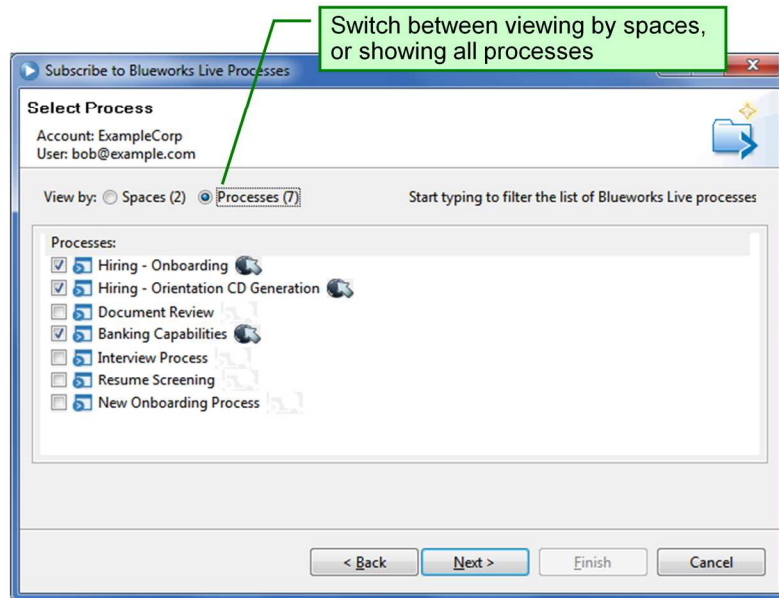 Switch between viewing by spaces,
or showing all processes
Subscribe to Blueworks Live Processes
Select Process
Account: ExampleCorp
User: bob@example.com
View by: Spaces (2) Processes (7) Start typing to filter the list of Blueworks Live processes
Processes:
Hiring - Onboarding
Hiring - Orientation CD Generation
Document Review
Banking Capabilities
Interview Process
Resume Screening
New Onboarding Process
< Back Next > Finish Cancel